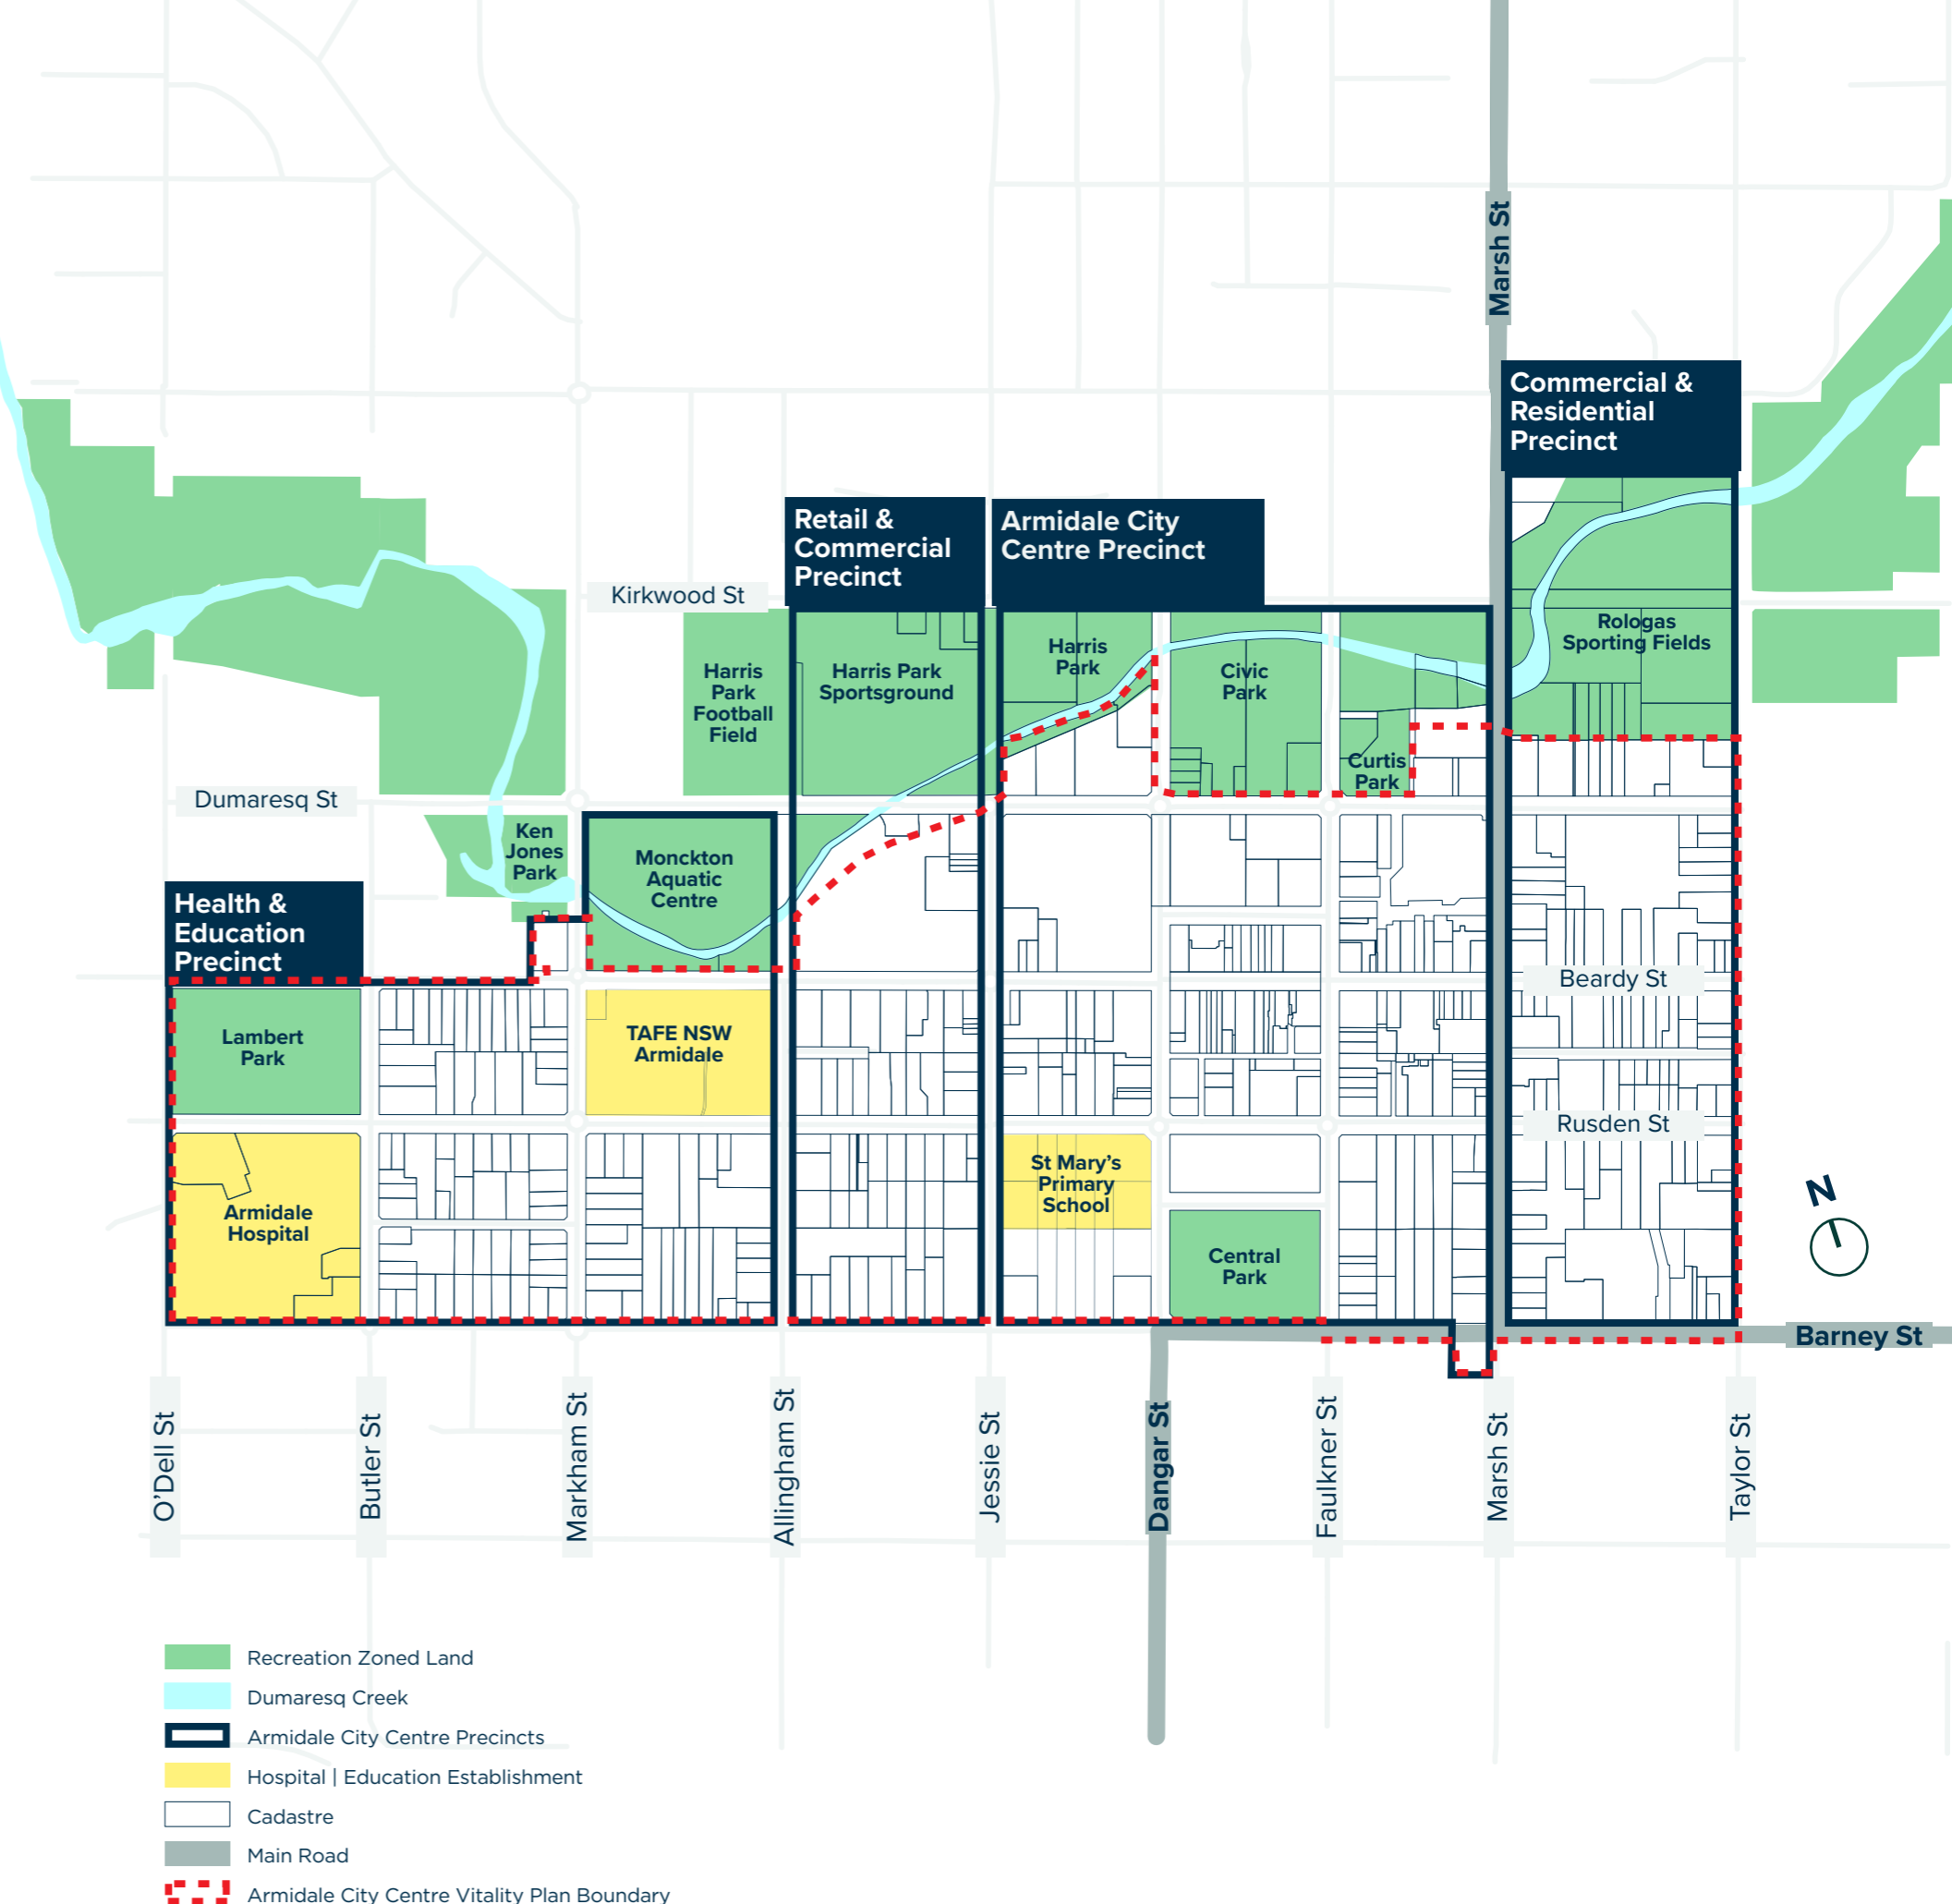 Marsh St
Commercial &
Residential
Precinct
Retail &
Commercial
Precinct
Armidale City
Centre Precinct
Kirkwood St
Harris
Park
Football
Field
Harris Park
Sportsground
Harris
Park
Civic
Park
Rologas
Sporting Fields
Curtis
Park
Dumaresq St
Ken
Jones
Park
Monckton
Aquatic
Centre
Health &
Education
Precinct
Beardy St
Lambert
Park
TAFE NSW
Armidale
Rusden St
Armidale
Hospital
St Mary's
Primary
School
Central
Park
N
Barney St
O'Dell St
Butler St
Markham St
Allingham St
Jessie St
Dangar St
Faulkner St
Marsh St
Taylor St
Recreation Zoned Land
Dumaresq Creek
Armidale City Centre Precincts
Hospital | Education Establishment
Cadastre
Main Road
Armidale City Centre Vitality Plan Boundary